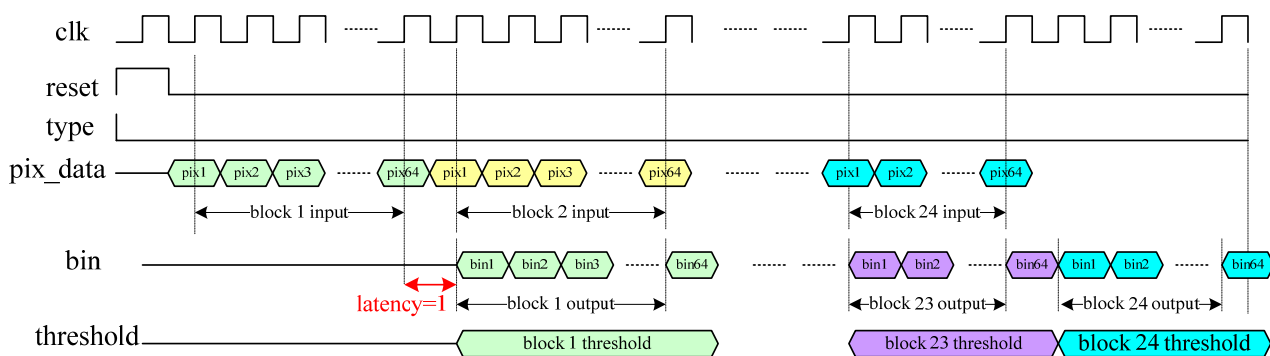 clk
reset
type
pix_data pix1 pix2 pix3 pix64 pix1 pix2 pix3 pix64 pix1 pix2 pix64
block 1 input block 2 input block 24 input
bin bin1 bin2 bin3 bin64 bin1 bin2 bin64 bin1 bin2 bin64
latency=1 block 1 output block 23 output block 24 output
threshold block 1 threshold block 23 threshold block 24 threshold